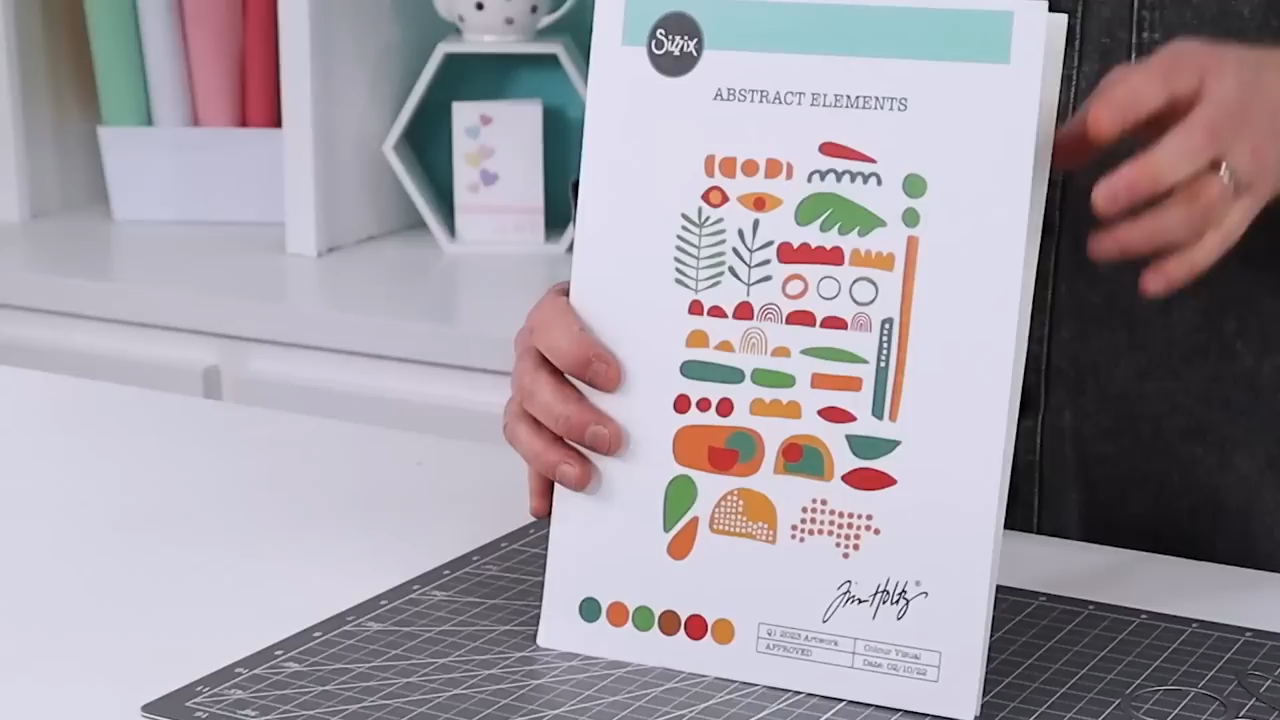 Sizzix
ABSTRACT ELEMENTS
Tim Holtz®
Q1 2023 Artwork
Colour Visual
APPROVED
Date: 02/10/22